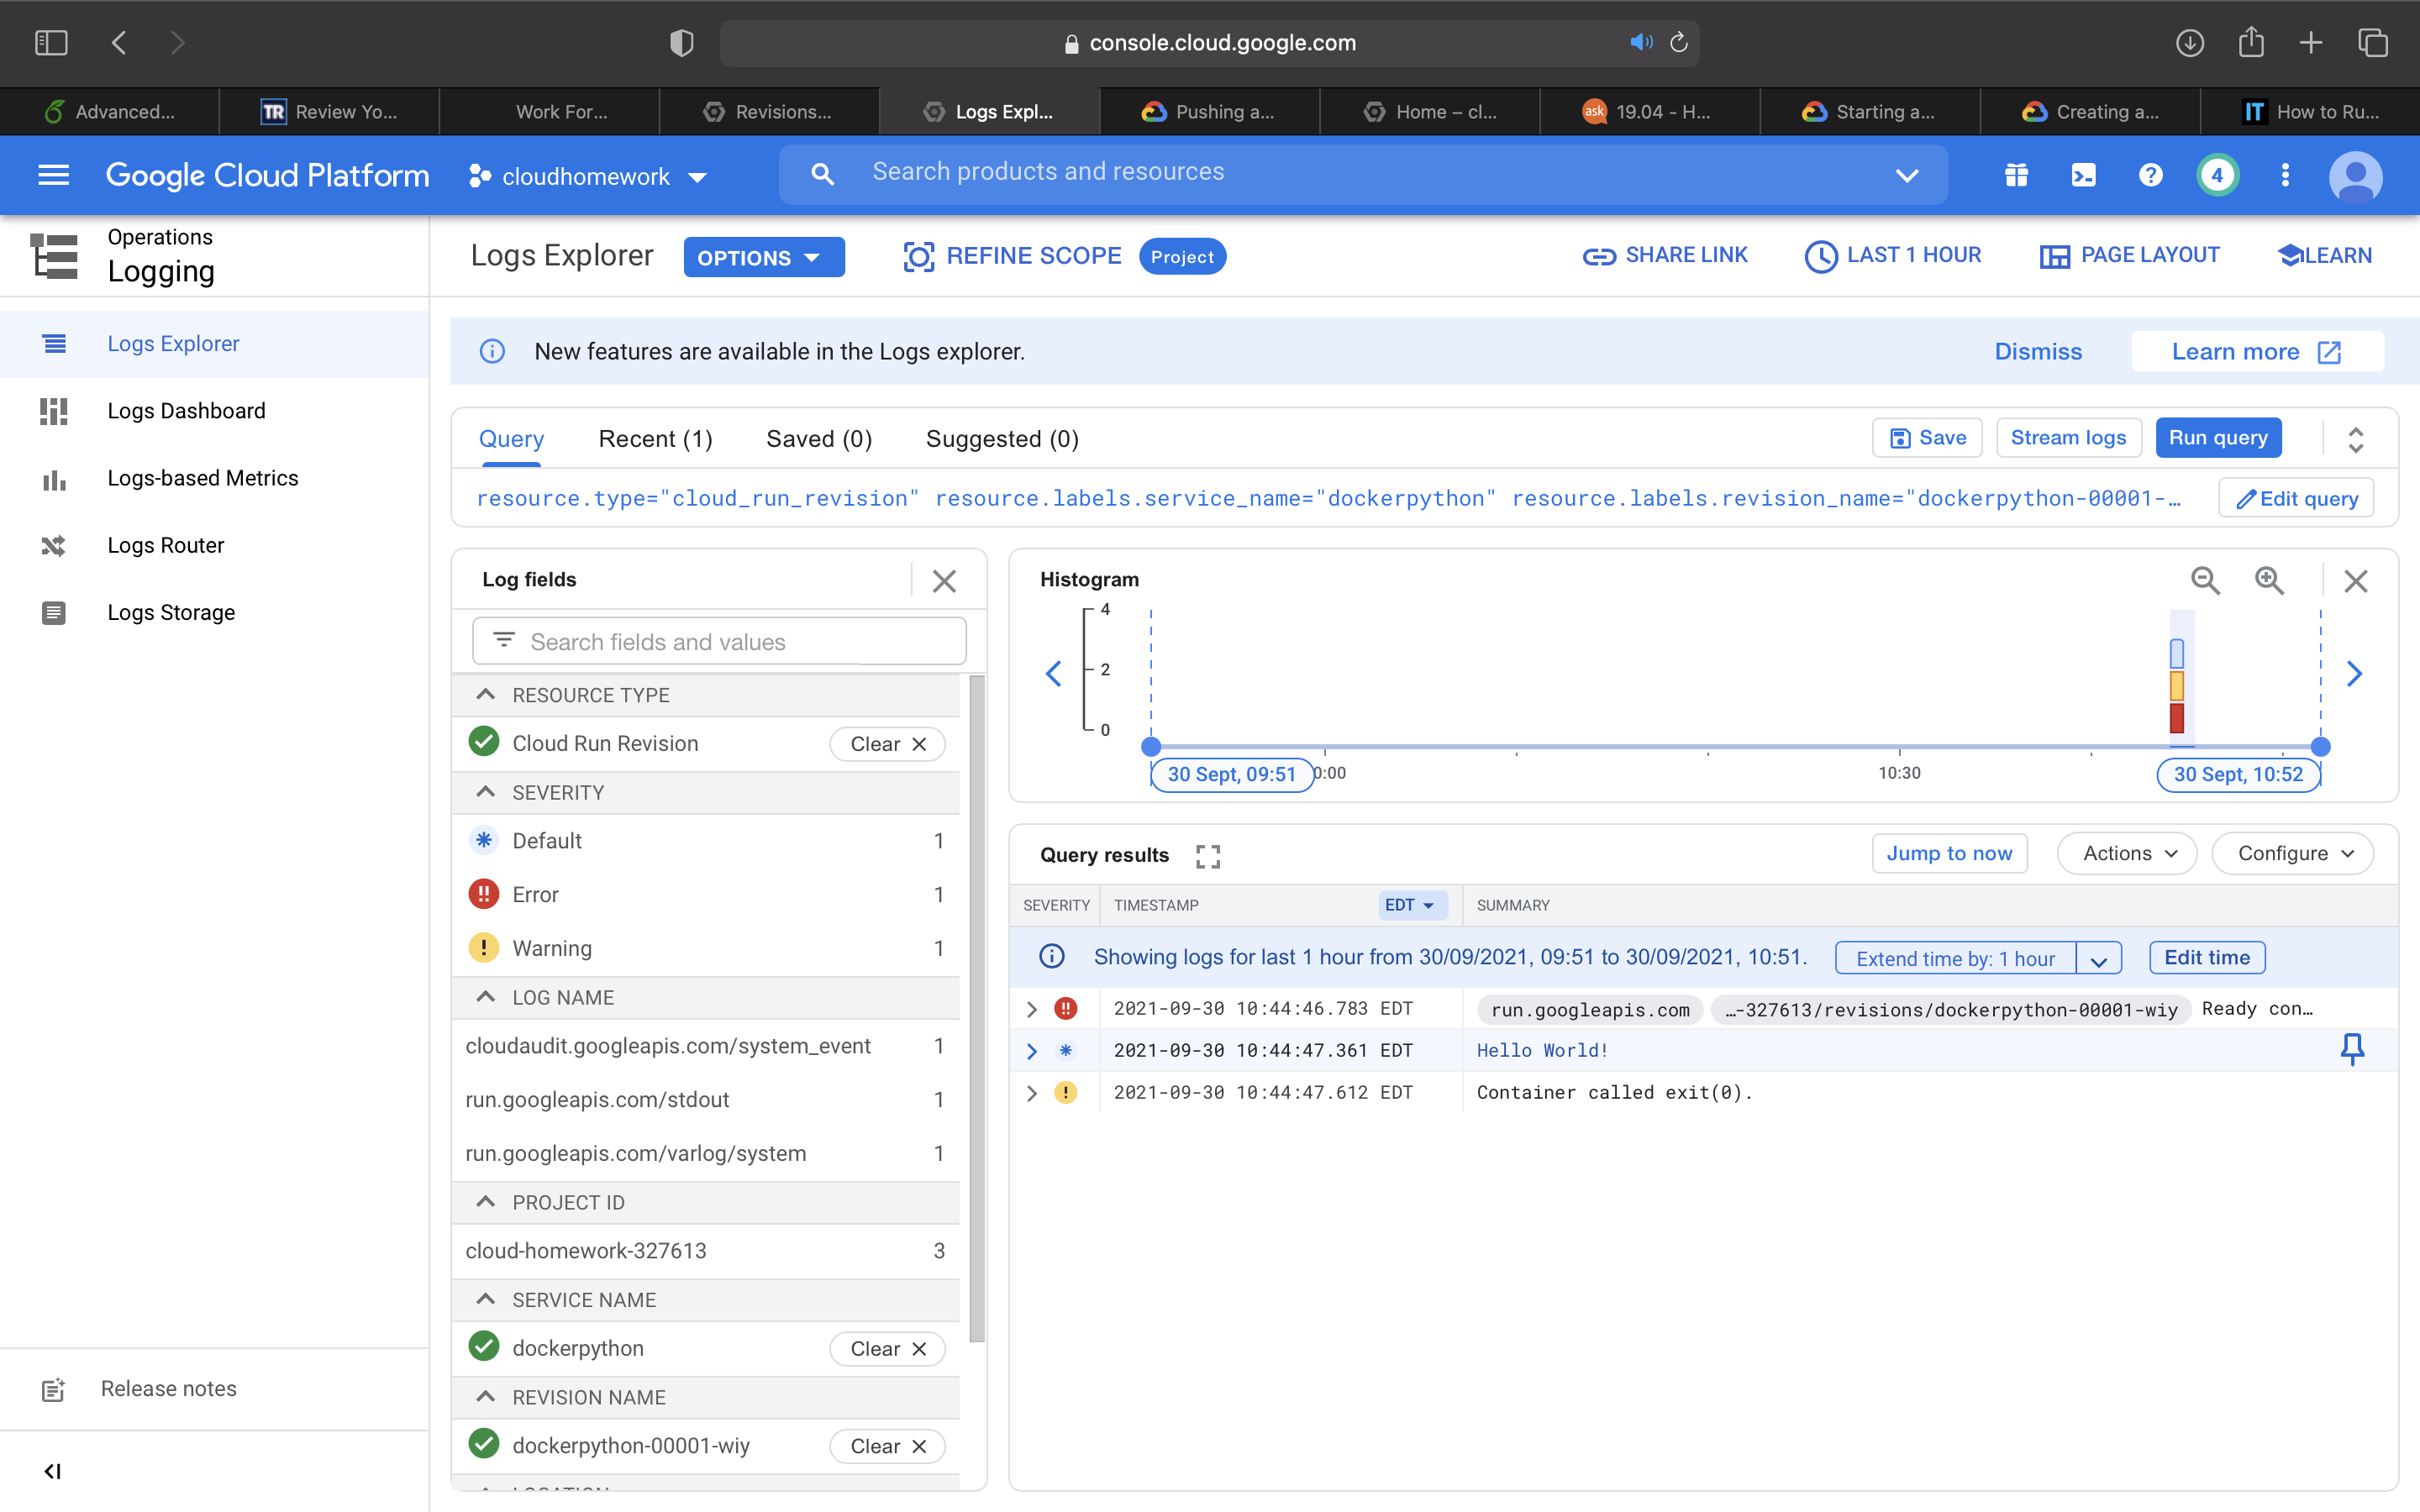 console.cloud.google.com
Advanced...
TR Review Yo...
Work For...
Revisions...
Logs Expl...
Pushing a...
Home – cl...
ask 19.04 - H...
Starting a...
Creating a...
IT How to Ru...
Google Cloud Platform
cloudhomework
Search products and resources
4
Operations
Logging
Logs Explorer
OPTIONS
REFINE SCOPE
Project
SHARE LINK
LAST 1 HOUR
PAGE LAYOUT
LEARN
Logs Explorer
Logs Dashboard
Logs-based Metrics
Logs Router
Logs Storage
Release notes
New features are available in the Logs explorer.
Dismiss
Learn more
Query
Recent (1)
Saved (0)
Suggested (0)
Save
Stream logs
Run query
resource.type="cloud_run_revision" resource.labels.service_name="dockerpython" resource.labels.revision_name="dockerpython-00001-…
Edit query
Log fields
Search fields and values
RESOURCE TYPE
Cloud Run Revision
Clear
SEVERITY
Default 1
Error 1
Warning 1
LOG NAME
cloudaudit.googleapis.com/system_event 1
run.googleapis.com/stdout 1
run.googleapis.com/varlog/system 1
PROJECT ID
cloud-homework-327613 3
SERVICE NAME
dockerpython
Clear
REVISION NAME
dockerpython-00001-wiy
Clear
Histogram
4
2
0
30 Sept, 09:51
0:00
10:30
30 Sept, 10:52
Query results
Jump to now
Actions
Configure
SEVERITY
TIMESTAMP
EDT
SUMMARY
Showing logs for last 1 hour from 30/09/2021, 09:51 to 30/09/2021, 10:51.
Extend time by: 1 hour
Edit time
2021-09-30 10:44:46.783 EDT run.googleapis.com …-327613/revisions/dockerpython-00001-wiy Ready con…
2021-09-30 10:44:47.361 EDT Hello World!
2021-09-30 10:44:47.612 EDT Container called exit(0).